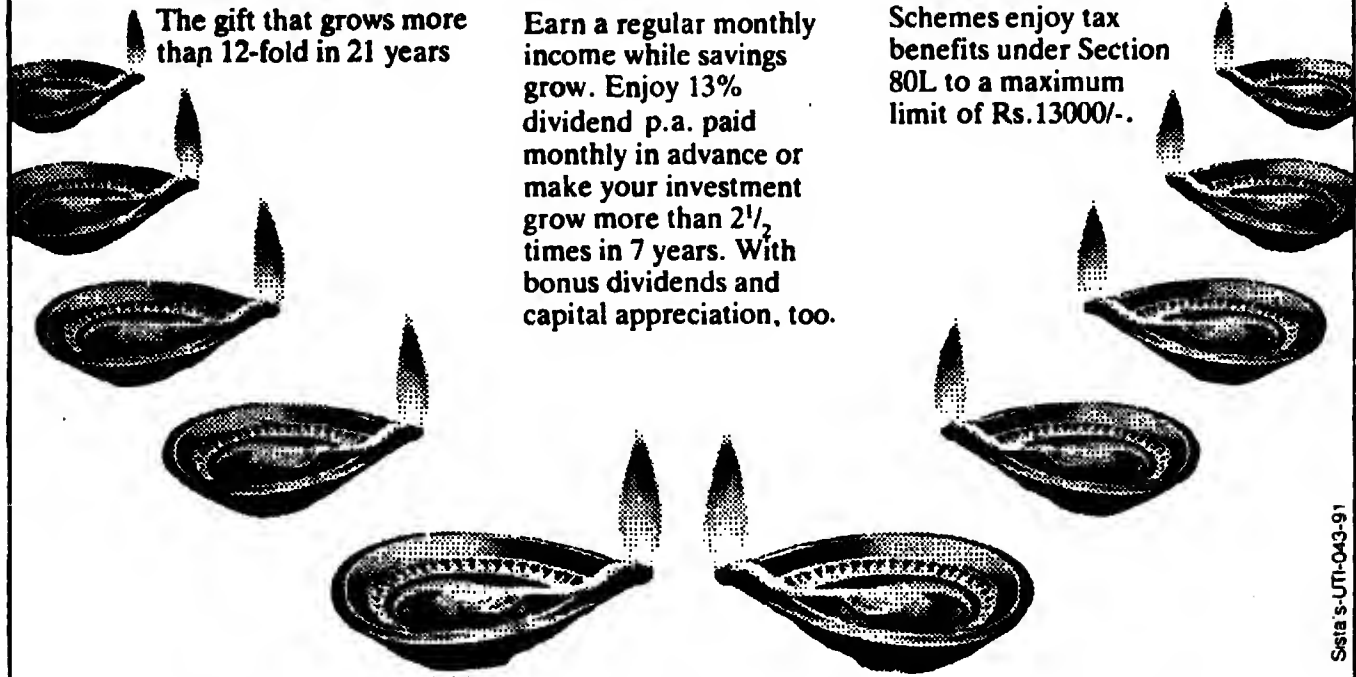 The gift that grows more
than 12-fold in 21 years
Earn a regular monthly
income while savings
grow. Enjoy 13%
dividend p.a. paid
monthly in advance or
make your investment
grow more than 2½
times in 7 years. With
bonus dividends and
capital appreciation, too.
Schemes enjoy tax
benefits under Section
80L to a maximum
limit of Rs.13000/-.
Sista's-UTI-043-91